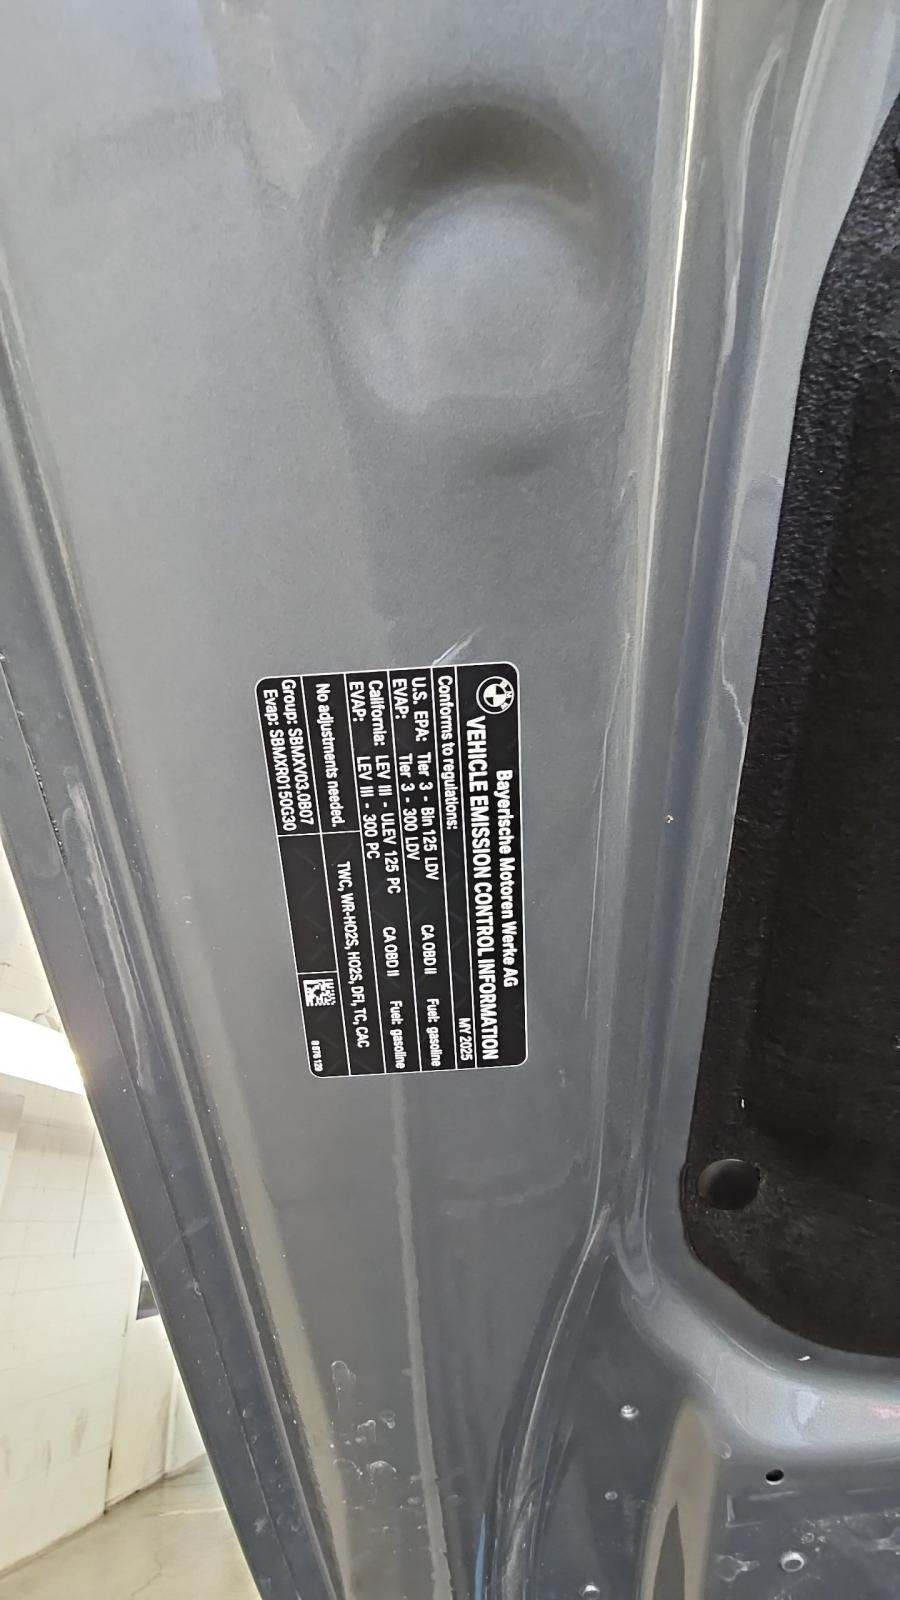 Bayerische Motoren Werke AG
VEHICLE EMISSION CONTROL INFORMATION
Conforms to regulations: MY 2025
U.S. EPA: Tier 3 - Bin 125 LDV CA OBD II Fuel: gasoline
EVAP: Tier 3 - 300 LDV
California: LEV III - ULEV 125 PC CA OBD II Fuel: gasoline
EVAP: LEV III - 300 PC
No adjustments needed. TWC, WR-HO2S, HO2S, DFI, TC, CAC
Group: SBMXV03.0B07
Evap: SBMXR0150G30